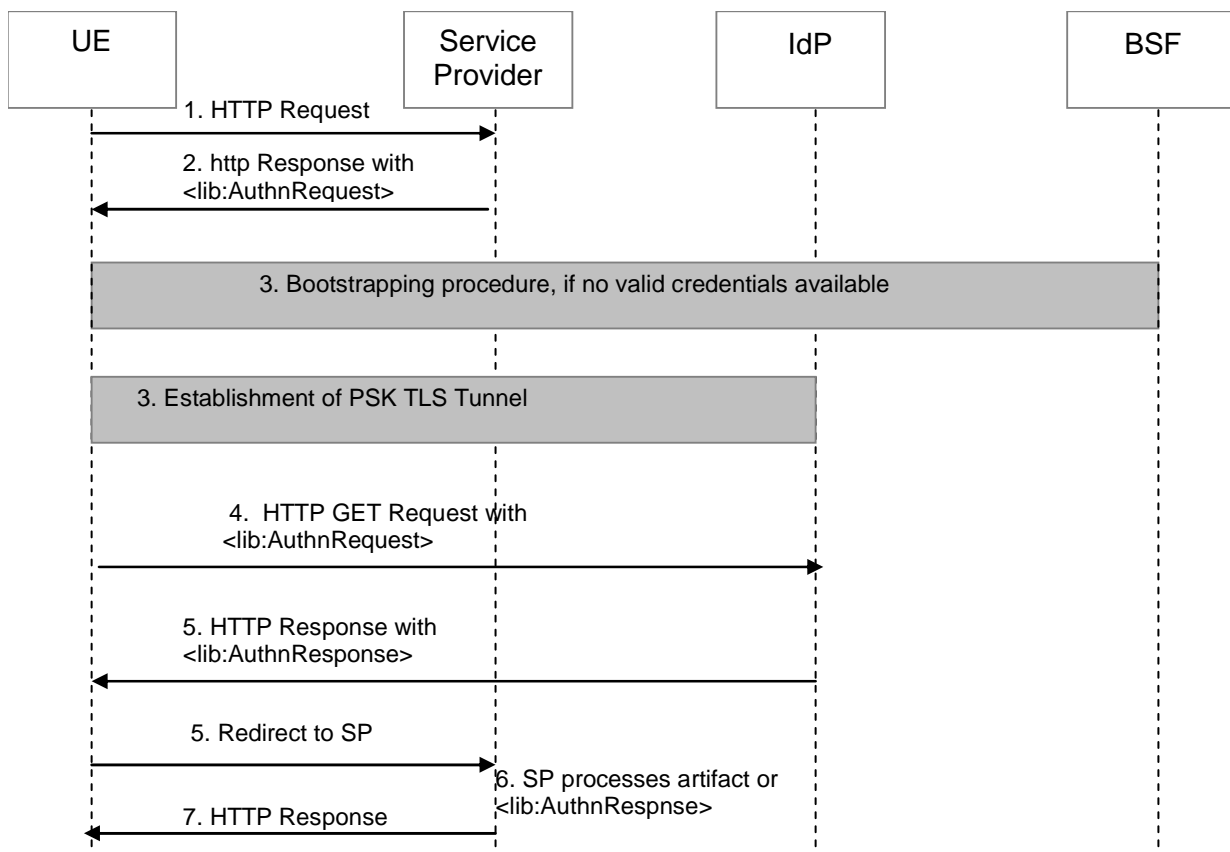 UE
Service
Provider
IdP
BSF
1. HTTP Request
2. http Response with
<lib:AuthnRequest>
3. Bootstrapping procedure, if no valid credentials available
3. Establishment of PSK TLS Tunnel
4. HTTP GET Request with
<lib:AuthnRequest>
5. HTTP Response with
<lib:AuthnResponse>
5. Redirect to SP
6. SP processes artifact or
<lib:AuthnRespnse>
7. HTTP Response